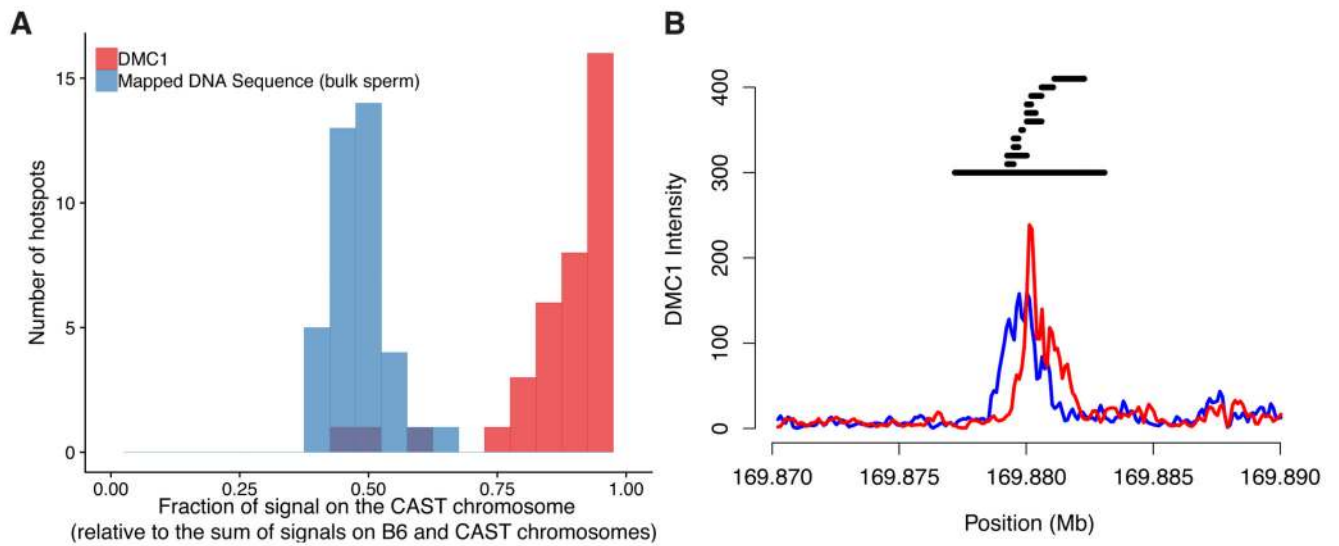 A
DMC1
Mapped DNA Sequence (bulk sperm)
Number of hotspots
15
10
5
0
0.00 0.25 0.50 0.75 1.00
Fraction of signal on the CAST chromosome
(relative to the sum of signals on B6 and CAST chromosomes)
B
DMC1 Intensity
400
300
200
100
0
169.870 169.875 169.880 169.885 169.890
Position (Mb)